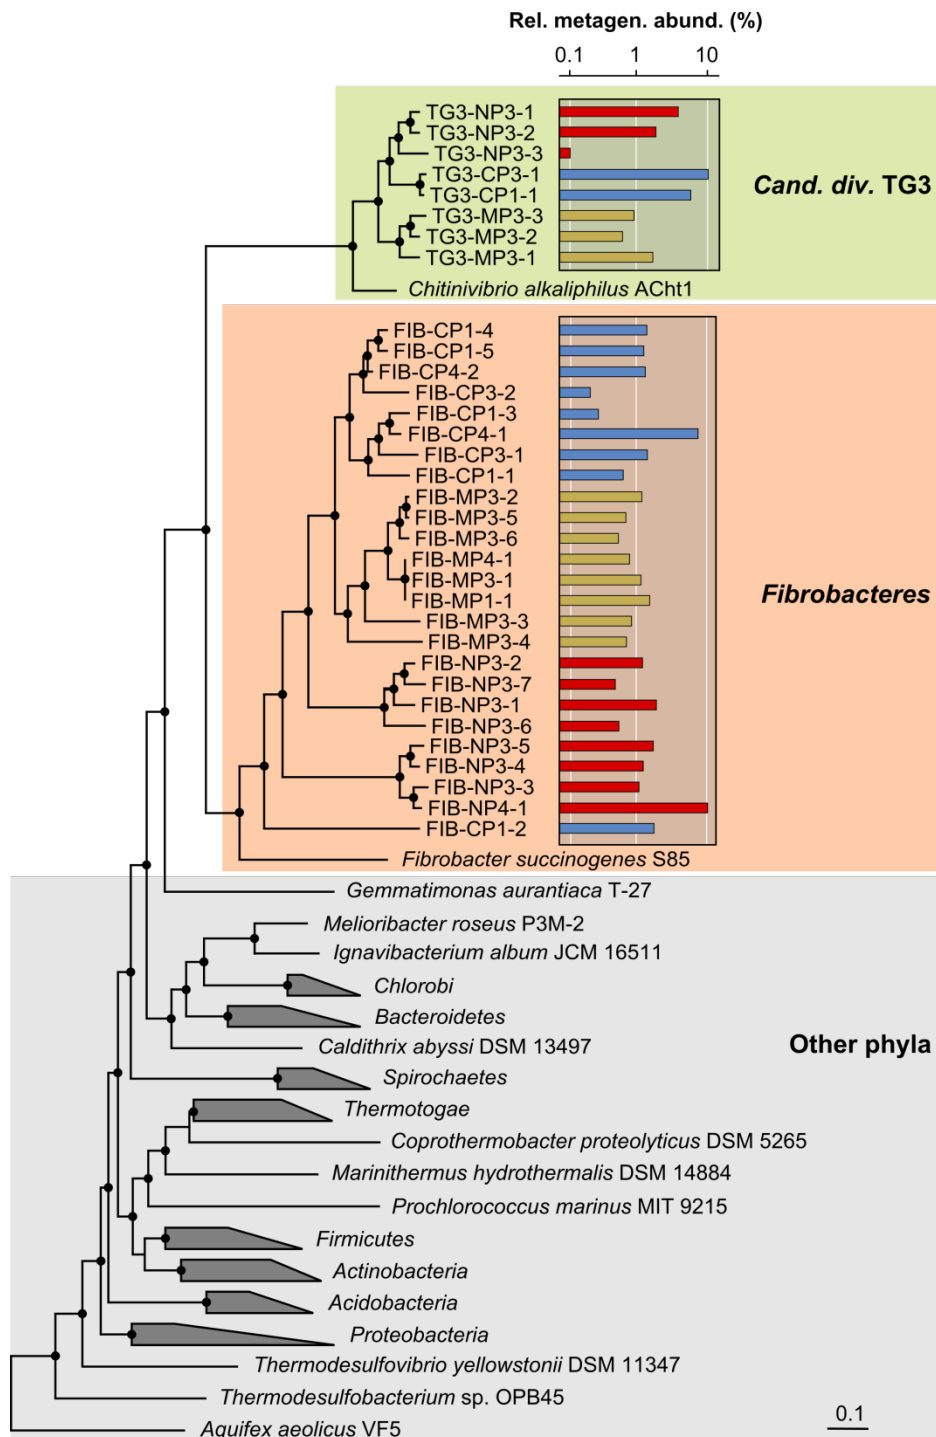 Rel. metagen. abund. (%)
0.1 1 10
TG3-NP3-1
TG3-NP3-2
TG3-NP3-3
TG3-CP3-1
TG3-CP1-1
TG3-MP3-3
TG3-MP3-2
TG3-MP3-1
Cand. div. TG3
Chitinivibrio alkaliphilus ACht1
FIB-CP1-4
FIB-CP1-5
FIB-CP4-2
FIB-CP3-2
FIB-CP1-3
FIB-CP4-1
FIB-CP3-1
FIB-CP1-1
FIB-MP3-2
FIB-MP3-5
FIB-MP3-6
FIB-MP4-1
FIB-MP3-1
FIB-MP1-1
FIB-MP3-3
FIB-MP3-4
FIB-NP3-2
FIB-NP3-7
FIB-NP3-1
FIB-NP3-6
FIB-NP3-5
FIB-NP3-4
FIB-NP3-3
FIB-NP4-1
FIB-CP1-2
Fibrobacteres
Fibrobacter succinogenes S85
Gemmatimonas aurantiaca T-27
Melioribacter roseus P3M-2
Ignavibacterium album JCM 16511
Chlorobi
Bacteroidetes
Caldithrix abyssi DSM 13497
Other phyla
Spirochaetes
Thermotogae
Coprothermobacter proteolyticus DSM 5265
Marinithermus hydrothermalis DSM 14884
Prochlorococcus marinus MIT 9215
Firmicutes
Actinobacteria
Acidobacteria
Proteobacteria
Thermodesulfovibrio yellowstonii DSM 11347
Thermodesulfobacterium sp. OPB45
Aquifex aeolicus VF5
0.1